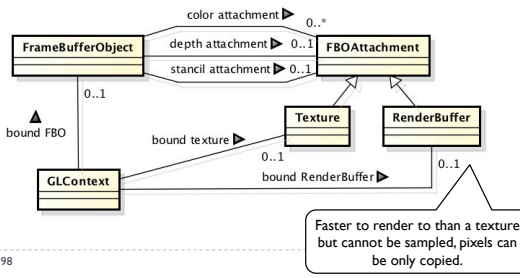 color attachment
0..*
FrameBufferObject
depth attachment
0..1
FBOAttachment
stancil attachment
0..1
0..1
bound FBO
Texture
RenderBuffer
bound texture
0..1
0..1
GLContext
bound RenderBuffer
Faster to render to than a texture
but cannot be sampled, pixels can
be only copied.
98